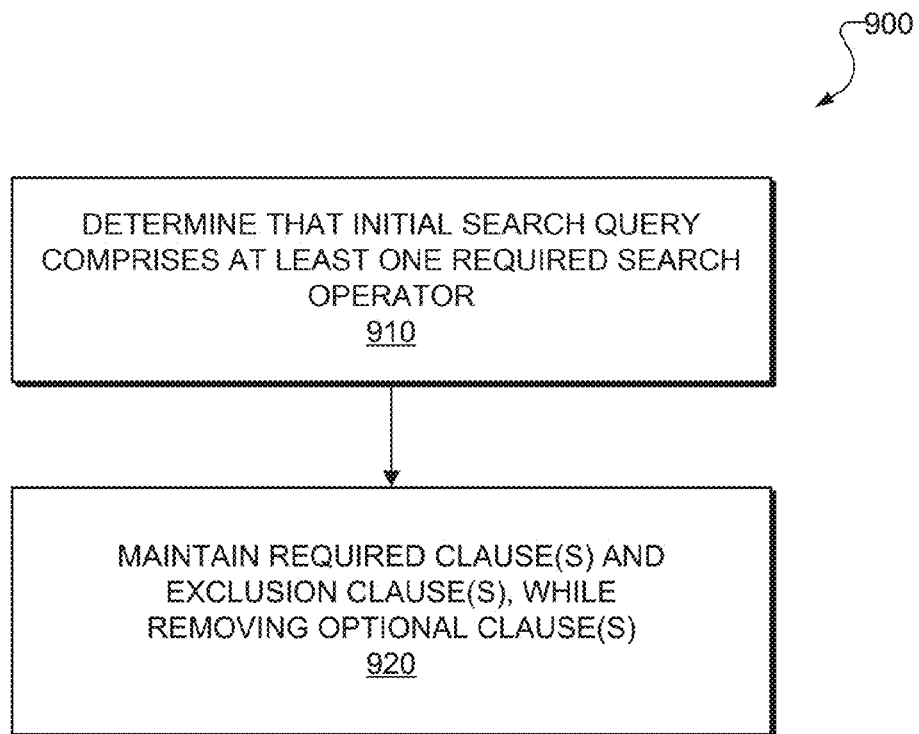 900
DETERMINE THAT INITIAL SEARCH QUERY
COMPRISES AT LEAST ONE REQUIRED SEARCH
OPERATOR
910
MAINTAIN REQUIRED CLAUSE(S) AND
EXCLUSION CLAUSE(S), WHILE
REMOVING OPTIONAL CLAUSE(S)
920